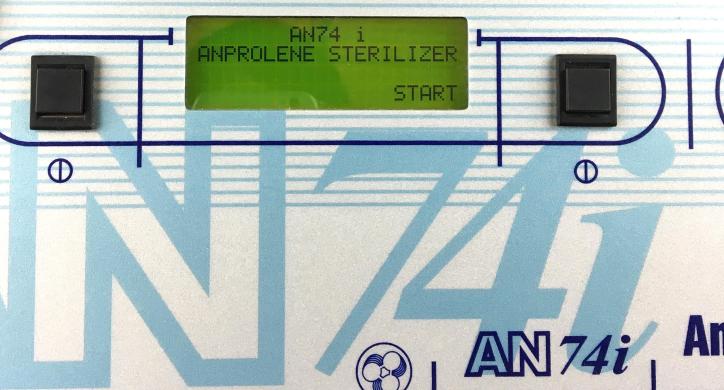 AN74 i
ANPROLENE STERILIZER
START
AN74i
AN74i
An